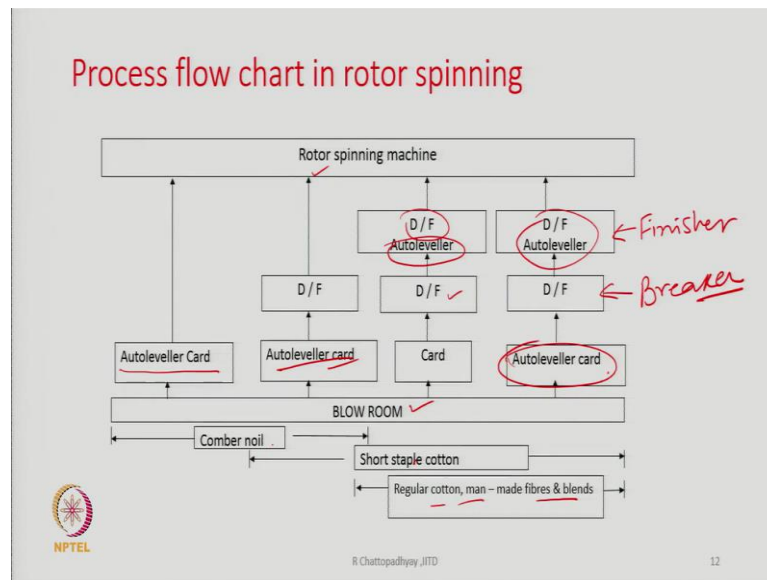 Process flow chart in rotor spinning
Rotor spinning machine
D / F
Autoleveller
D / F
Autoleveller
Finisher
D / F
D / F
D / F
Breaker
Autoleveller Card
Autoleveller card
Card
Autoleveller card
BLOW ROOM
Comber noil
Short staple cotton
Regular cotton, man – made fibres & blends
NPTEL
R Chattopadhyay ,IITD
12